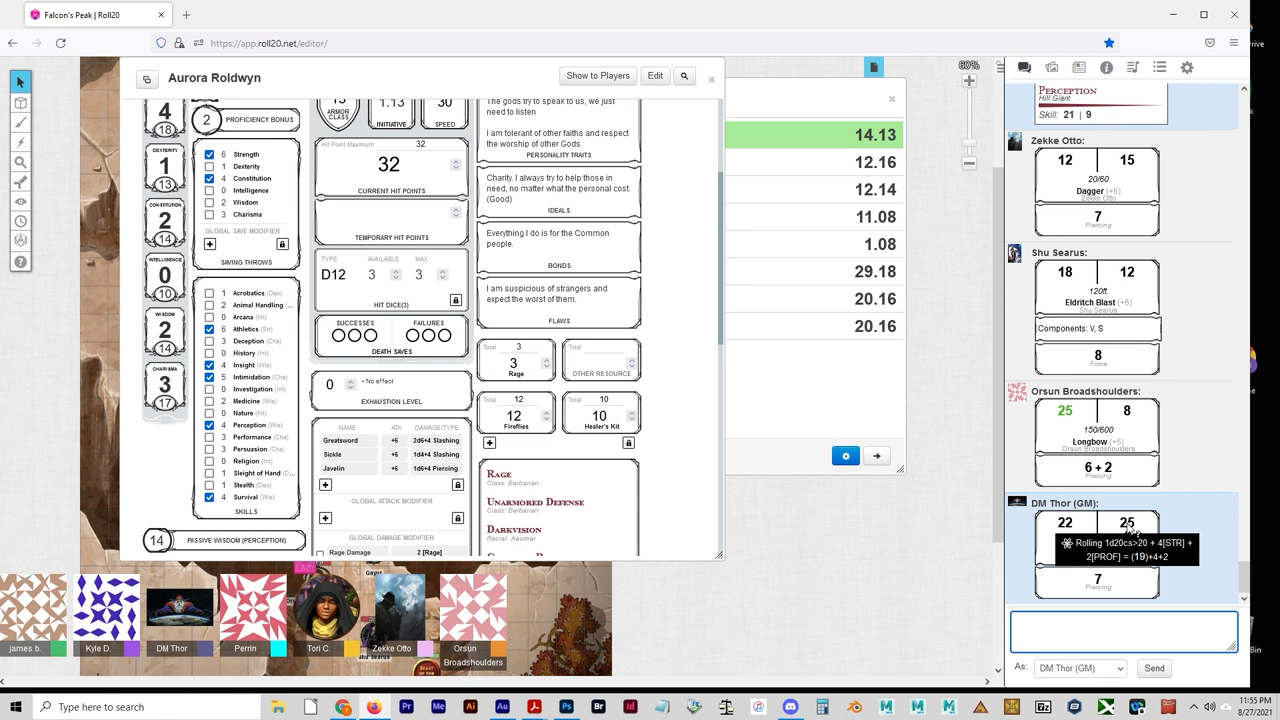 Falcon's Peak | Roll20
https://app.roll20.net/editor/
Aurora Roldwyn
Show to Players
Edit
4
18
DEXTERITY
1
13
CONSTITUTION
2
14
INTELLIGENCE
0
10
WISDOM
2
14
CHARISMA
3
17
2 PROFICIENCY BONUS
6 Strength
1 Dexterity
4 Constitution
0 Intelligence
2 Wisdom
3 Charisma
GLOBAL SAVE MODIFIER
SAVING THROWS
1 Acrobatics (Dex)
2 Animal Handling (...
0 Arcana (Int)
6 Athletics (Str)
3 Deception (Cha)
0 History (Int)
4 Insight (Wis)
5 Intimidation (Cha)
0 Investigation (Int)
2 Medicine (Wis)
0 Nature (Int)
4 Perception (Wis)
3 Performance (Cha)
3 Persuasion (Cha)
0 Religion (Int)
1 Sleight of Hand (D...
1 Stealth (Dex)
4 Survival (Wis)
SKILLS
14 PASSIVE WISDOM (PERCEPTION)
ARMOR CLASS
1.13
INITIATIVE
30
SPEED
Hit Point Maximum 32
32
CURRENT HIT POINTS
TEMPORARY HIT POINTS
TYPE AVAILABLE MAX
D12 3 3
HIT DICE(3)
SUCCESSES FAILURES
DEATH SAVES
0 • No effect
EXHAUSTION LEVEL
NAME ATK DAMAGE/TYPE
Greatsword +6 2d6+4 Slashing
Sickle +6 1d4+4 Slashing
Javelin +6 1d6+4 Piercing
GLOBAL ATTACK MODIFIER
GLOBAL DAMAGE MODIFIER
Rage Damage 2 [Rage]
The gods try to speak to us, we just
need to listen
I am tolerant of other faiths and respect
the worship of other Gods
PERSONALITY TRAITS
Charity. I always try to help those in
need, no matter what the personal cost.
(Good)
IDEALS
Everything I do is for the Common
people.
BONDS
I am suspicious of strangers and
expect the worst of them.
FLAWS
Total 3
3
Rage
Total
OTHER RESOURCE
Total 12
12
Fireflies
Total 10
10
Healer's Kit
RAGE
Class: Barbarian
UNARMORED DEFENSE
Class: Barbarian
DARKVISION
Racial: Assimer
14.13
12.16
12.14
11.08
1.08
29.18
20.16
20.16
60%
PERCEPTION
Hill Giant
Skill: 21 | 9
Zekke Otto:
12 15
20/60
Dagger (+6)
Zekke Otto
7
Piercing
Shu Searus:
18 12
120ft.
Eldritch Blast (+6)
Shu Searus
Components: V, S
8
Force
Orsun Broadshoulders:
25 8
150/600
Longbow (+5)
Orsun Broadshoulders
6 + 2
Piercing
DM Thor (GM):
22 25
Rolling 1d20cs>20 + 4[STR] +
2[PROF] = (19)+4+2
7
Piercing
As: DM Thor (GM)
Send
james b.
Kyle D.
DM Thor
Perrin
Tori C.
Zekke Otto
Orsun
Broadshoulders
Type here to search
11:55 PM
8/27/2021